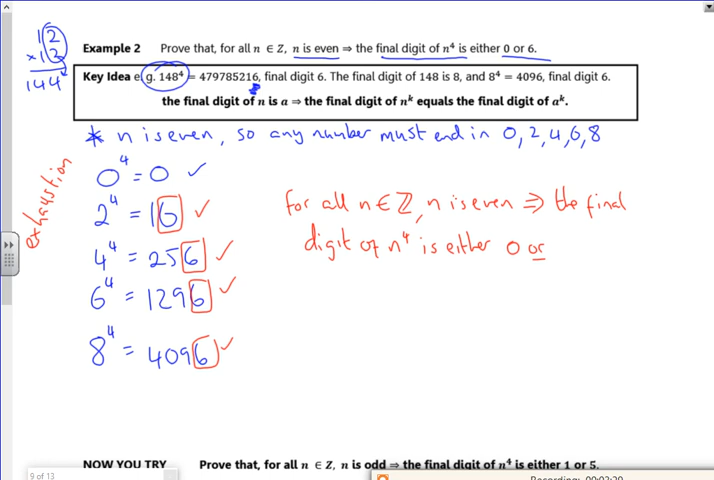 12
×12
144
Example 2 Prove that, for all n ∈ Z, n is even ⇒ the final digit of n⁴ is either 0 or 6.
Key Idea e.g. 148⁴ = 479785216, final digit 6. The final digit of 148 is 8, and 8⁴ = 4096, final digit 6.
the final digit of n is a ⇒ the final digit of nᵏ equals the final digit of aᵏ.
* n is even, so any number must end in 0, 2, 4, 6, 8
exhaustion
0⁴ = 0 ✓
2⁴ = 16 ✓
4⁴ = 256 ✓
6⁴ = 1296 ✓
8⁴ = 4096 ✓
For all n ∈ ℤ, n is even ⇒ the final
digit of n⁴ is either 0 or
NOW YOU TRY Prove that, for all n ∈ Z, n is odd ⇒ the final digit of n⁴ is either 1 or 5.
9 of 13
Recording: 00:03:20